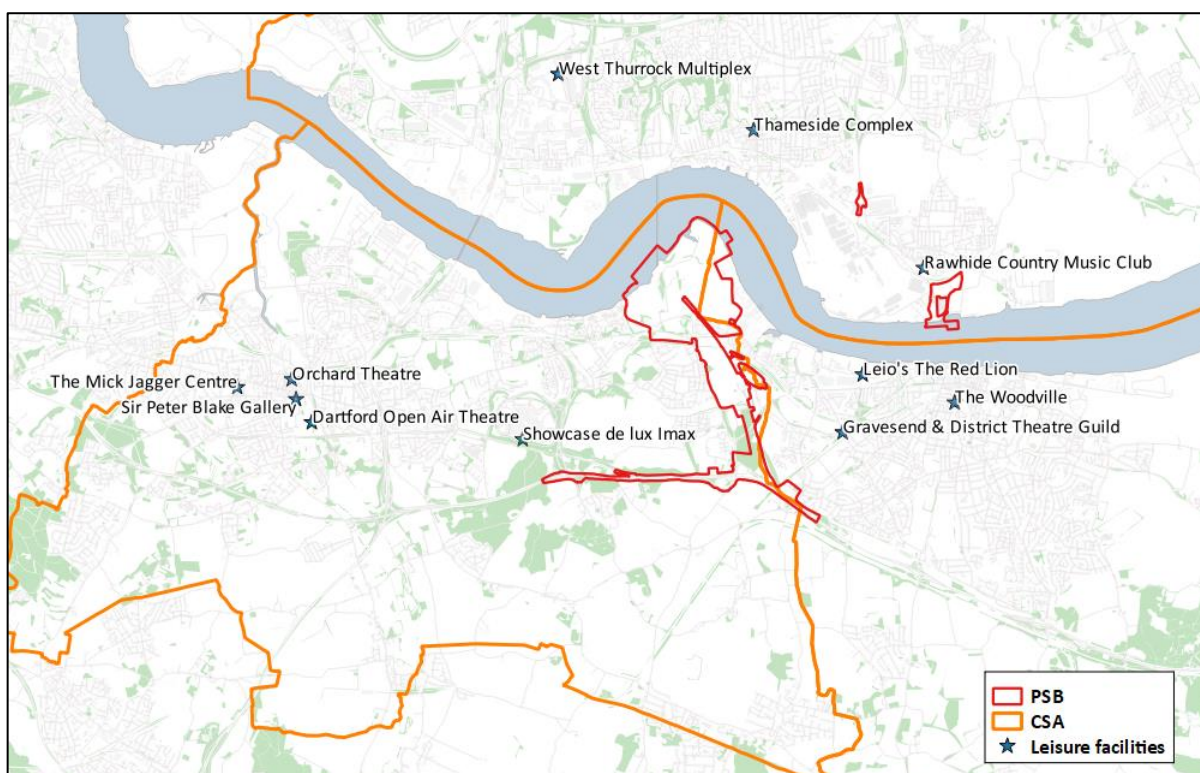 West Thurrock Multiplex
Thameside Complex
Rawhide Country Music Club
Leio's The Red Lion
Orchard Theatre
The Mick Jagger Centre
The Woodville
Sir Peter Blake Gallery
Dartford Open Air Theatre
Gravesend & District Theatre Guild
Showcase de lux Imax
PSB
CSA
Leisure facilities